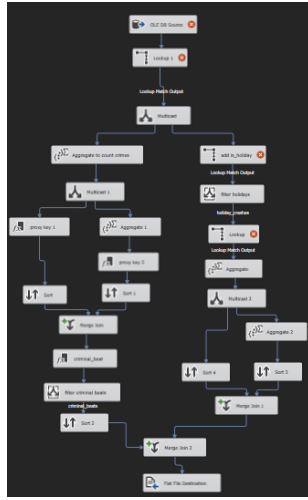 OLE DB Source
Lookup 1
Lookup Match Output
Multicast
Aggregate to count crimes
add is_holiday
Lookup Match Output
Multicast 1
filter holidays
holiday_crashes
proxy key 1
Aggregate 1
Lookup
Lookup Match Output
proxy key 2
Aggregate
Sort
Sort 1
Multicast 2
Merge Join
Aggregate 3
criminal_beat
Sort 4
Sort 3
filter criminal beats
criminal_beats
Merge Join 1
Sort 2
Merge Join 2
Flat File Destination